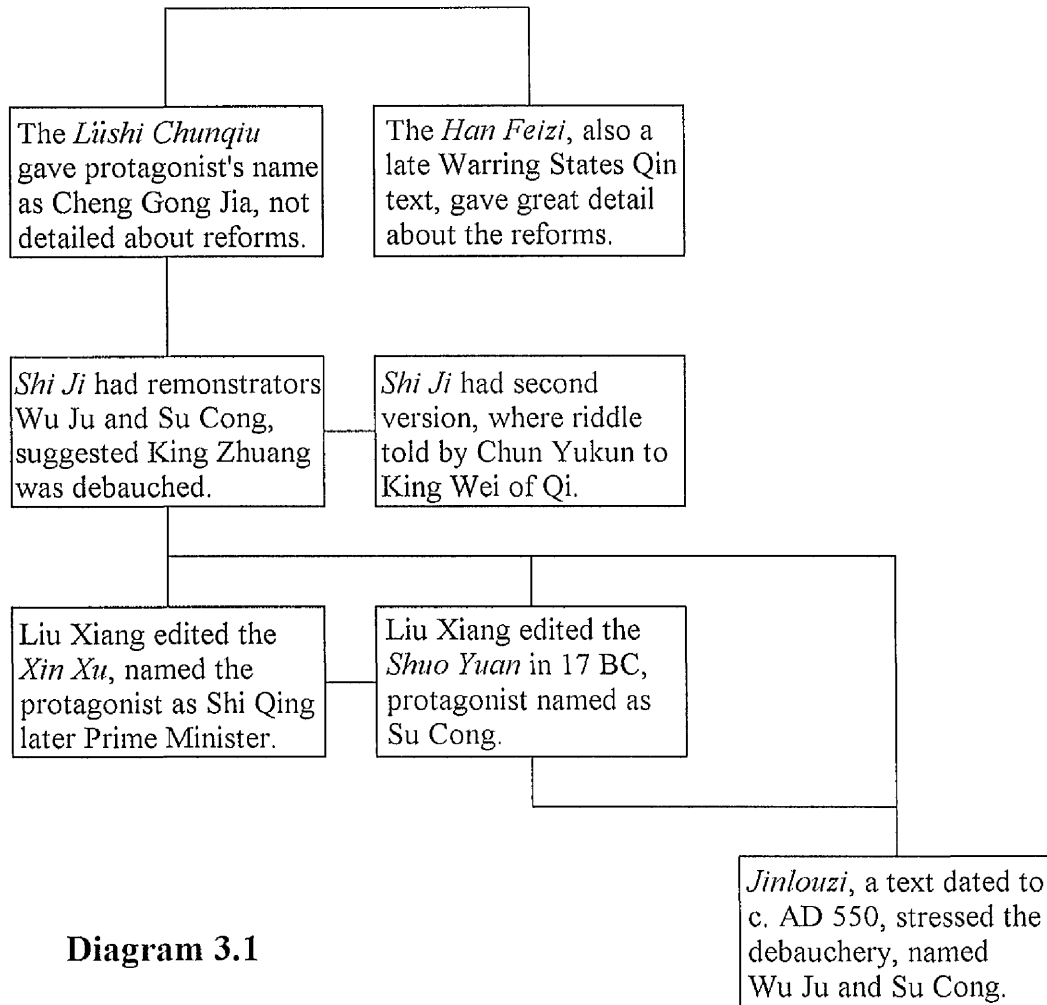 The Lüshi Chunqiu
gave protagonist's name
as Cheng Gong Jia, not
detailed about reforms.
The Han Feizi, also a
late Warring States Qin
text, gave great detail
about the reforms.
Shi Ji had remonstrators
Wu Ju and Su Cong,
suggested King Zhuang
was debauched.
Shi Ji had second
version, where riddle
told by Chun Yukun to
King Wei of Qi.
Liu Xiang edited the
Xin Xu, named the
protagonist as Shi Qing
later Prime Minister.
Liu Xiang edited the
Shuo Yuan in 17 BC,
protagonist named as
Su Cong.
Jinlouzi, a text dated to
c. AD 550, stressed the
debauchery, named
Wu Ju and Su Cong.
Diagram 3.1